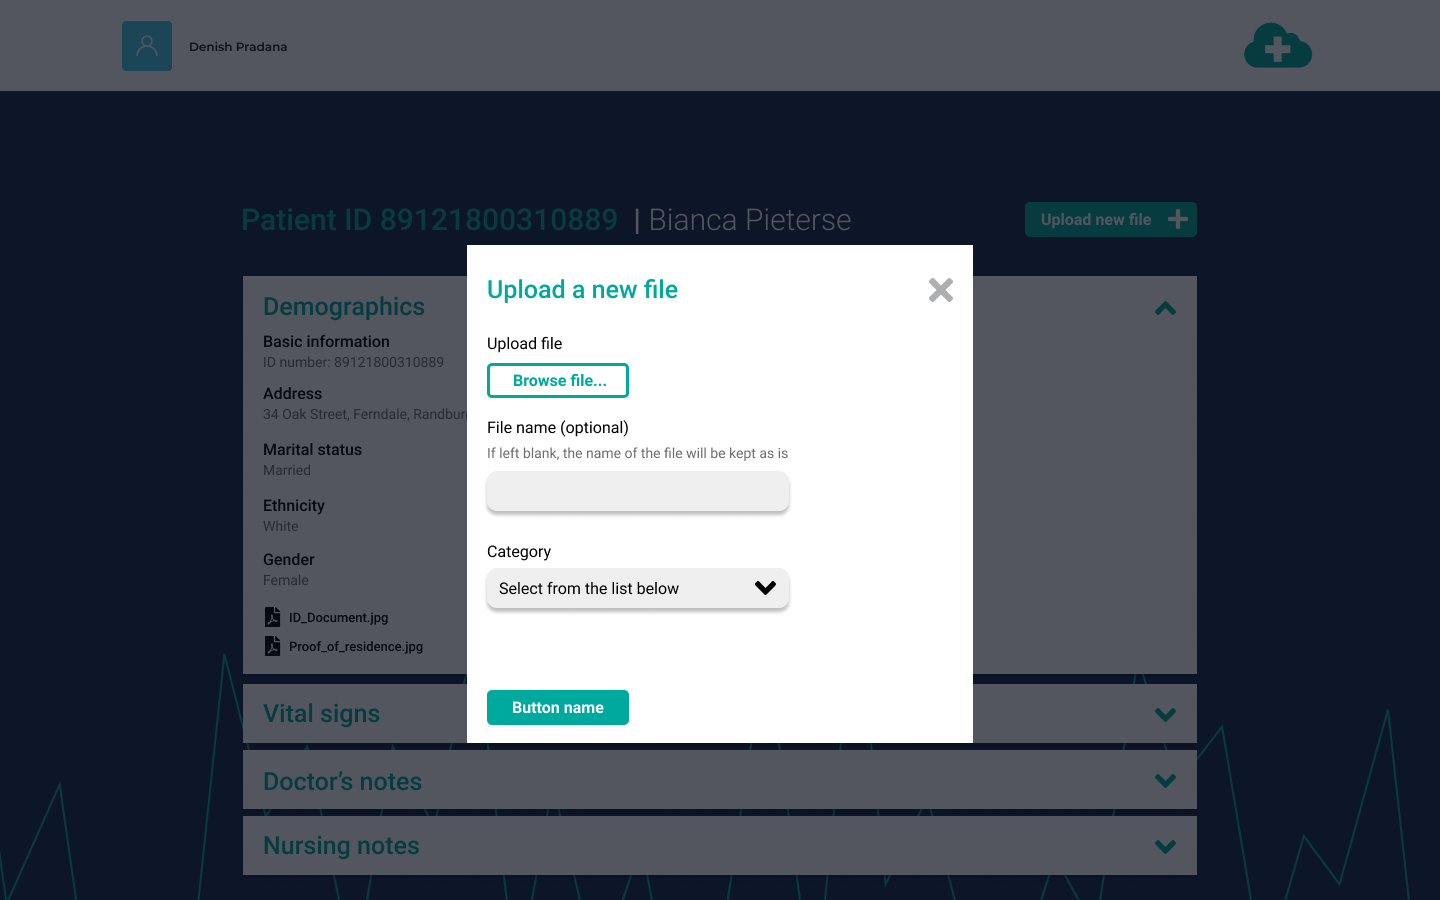 Denish Pradana
Patient ID 89121800310889 | Bianca Pieterse
Upload new file
Demographics
Basic information
ID number: 89121800310889
Address
34 Oak Street, Ferndale, Randbur
Marital status
Married
Ethnicity
White
Gender
Female
ID_Document.jpg
Proof_of_residence.jpg
Vital signs
Doctor’s notes
Nursing notes
Upload a new file
Upload file
Browse file...
File name (optional)
If left blank, the name of the file will be kept as is
Category
Select from the list below
Button name